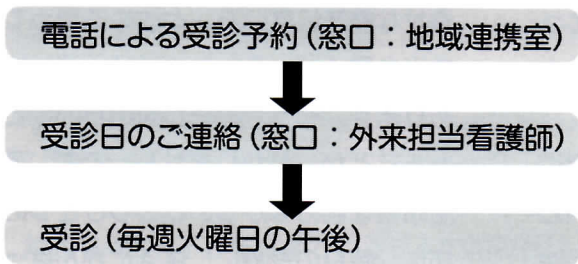 電話による受診予約（窓口：地域連携室）
受診日のご連絡（窓口：外来担当看護師）
受診（毎週火曜日の午後）